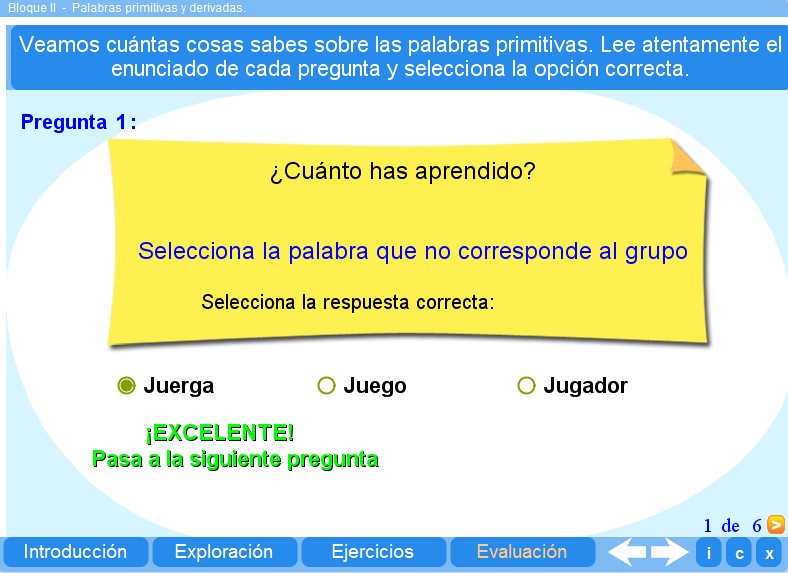 Bloque II - Palabras primitivas y derivadas.
Veamos cuántas cosas sabes sobre las palabras primitivas. Lee atentamente el
enunciado de cada pregunta y selecciona la opción correcta.
Pregunta 1:
¿Cuánto has aprendido?
Selecciona la palabra que no corresponde al grupo
Selecciona la respuesta correcta:
Juerga Juego Jugador
¡EXCELENTE!
Pasa a la siguiente pregunta
1 de 6 >
Introducción Exploración Ejercicios Evaluación i c x